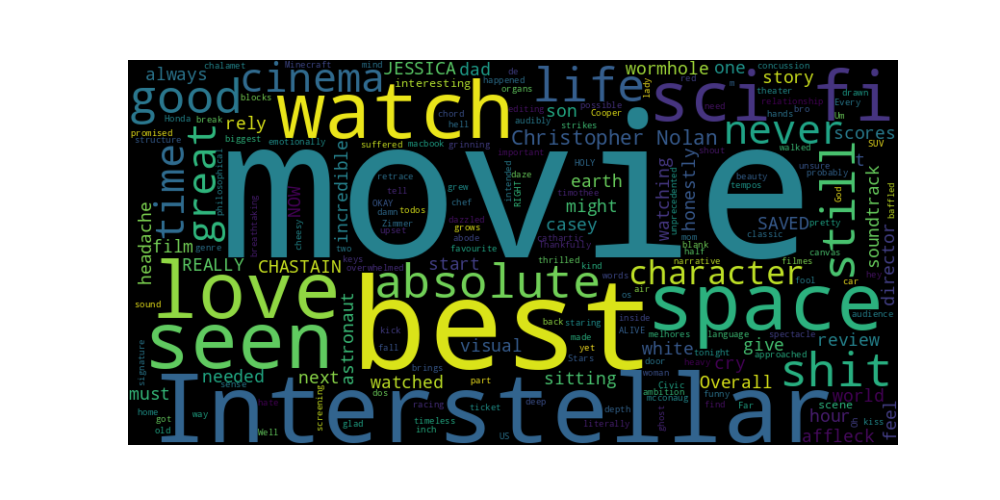 chalamet
Minecraft
mind
JESSICA
dad
de
wormhole
one
concussion
always
cinema
interesting
organs
life
lady
theater
story
sci fi
good
blocks
watch
chord
editing
possible
son
Cooper
red
need
relationship
drawn
Every
Honda
break
rely
hell
audibly
strikes
hands
bro
Um
promised
biggest
emotionally
suffered
macbook
grinning
Christopher Nolan
never
scores
structure
great
philosophical
incredible
movie
important
HOLY
shout
walked
t
SUV
time
retrace
daze
earth
watching
honestly
unsure
probably
still
tell
grew
intended
RIGHT
timothée
beauty
tempos
God
breathtaking
cheesy
NOW
OKAY
damn
todos
chef
might
unprecedented
SAVED
pretty
baffled
headache
Zimmer
upset
dazzled
grows
abode
cathartic
casey
mom
classic
canvas
soundtrack
director
film
genre
two
favourite
Thankfully
blank
half
REALLY
CHASTAIN
keys
overwhelmed
start
thrilled
kind
narrative
filmes
hey
love
absolute
words
character
fool
car
sound
astronaut
best
os
air
inside
ALIVE
space
language
spectacle
audience
seen
kick
fall
visual
back
staring
made
yet
Stars
melhores
white
door
tonight
give
approached
review
signature
needed
sense
next
brings
watched
part
sitting
heavy
cry
woman
shit
must
hate
dos
Interstellar
Civic
ambition
mcconaug
Overall
funny
find
Far
world
home
way
screening
racing
ticket
deep
depth
ghost
scene
kiss
got
old
Well
glad
timeless
inch
US
literally
hour
affleck
feel